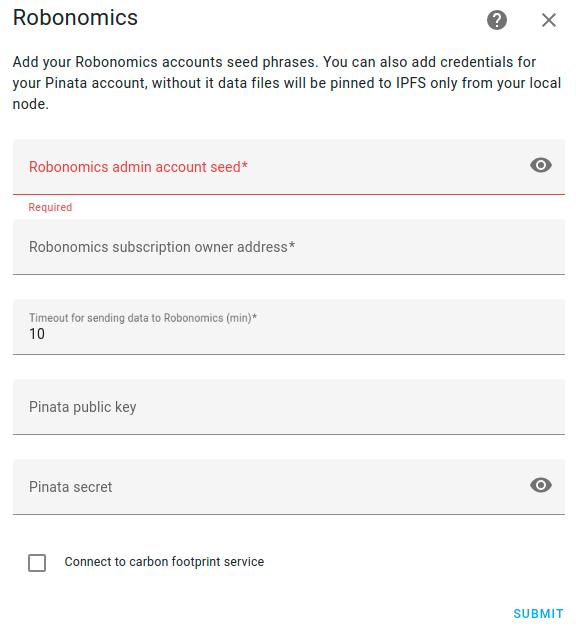 Robonomics
Add your Robonomics accounts seed phrases. You can also add credentials for
your Pinata account, without it data files will be pinned to IPFS only from your local
node.
Robonomics admin account seed*
Required
Robonomics subscription owner address*
Timeout for sending data to Robonomics (min)*
10
Pinata public key
Pinata secret
Connect to carbon footprint service
SUBMIT